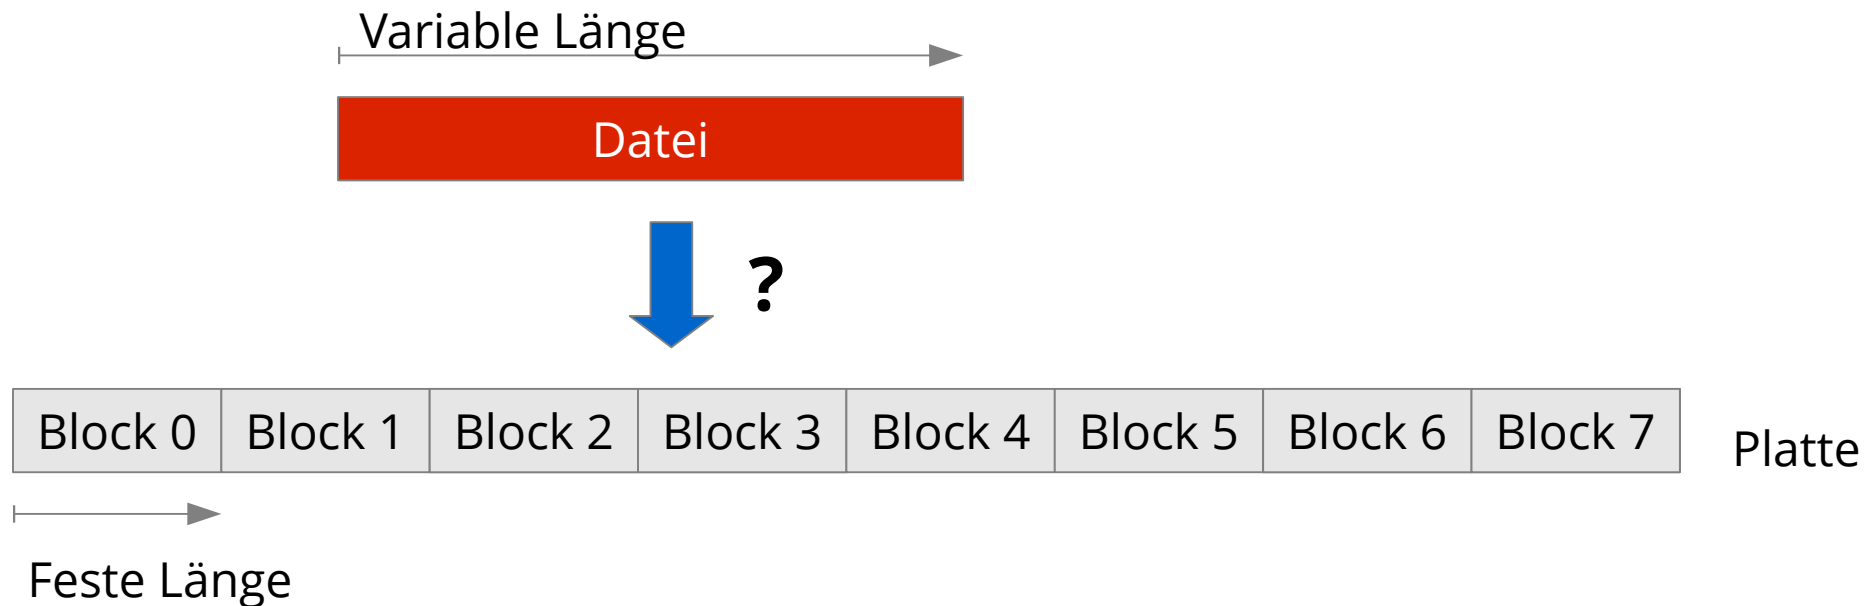 Variable Länge
Datei
?
Block 0 Block 1 Block 2 Block 3 Block 4 Block 5 Block 6 Block 7 Platte
Feste Länge